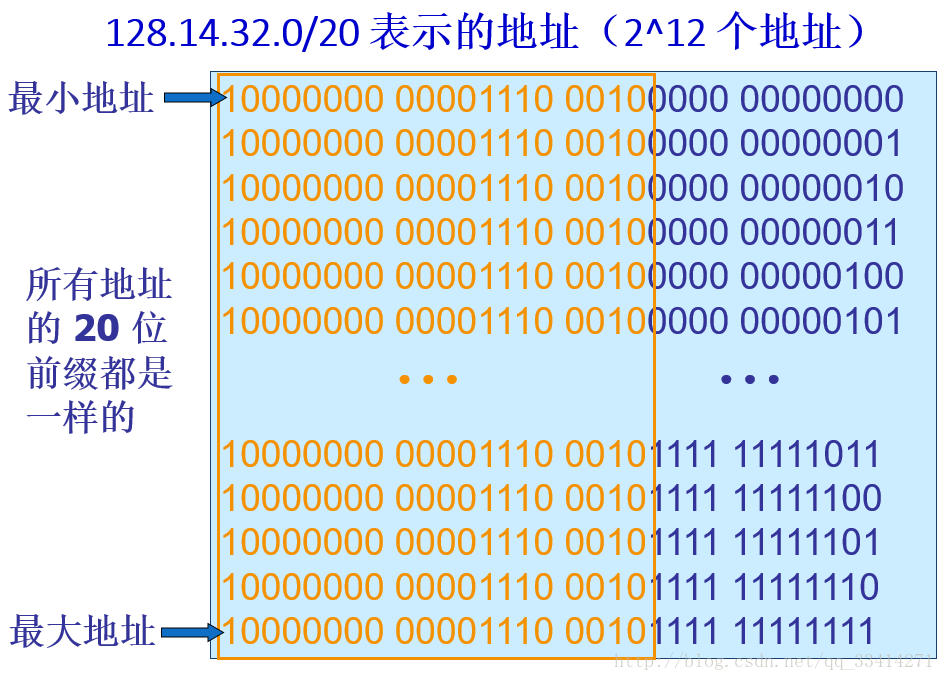 128.14.32.0/20 表示的地址（2^12 个地址）
最小地址
10000000 00001110 00100000 00000000
10000000 00001110 00100000 00000001
10000000 00001110 00100000 00000010
10000000 00001110 00100000 00000011
10000000 00001110 00100000 00000100
10000000 00001110 00100000 00000101
所有地址
的 20 位
前缀都是
一样的
••• •••
10000000 00001110 00101111 11111011
10000000 00001110 00101111 11111100
10000000 00001110 00101111 11111101
10000000 00001110 00101111 11111110
最大地址
10000000 00001110 00101111 11111111
http://blog.csdn.net/qq_33414271